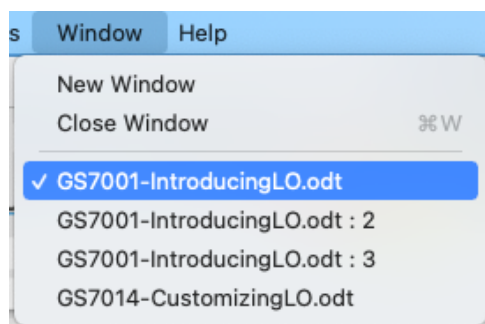 s Window Help
New Window
Close Window ⌘W
✓ GS7001-IntroducingLO.odt
GS7001-IntroducingLO.odt : 2
GS7001-IntroducingLO.odt : 3
GS7014-CustomizingLO.odt